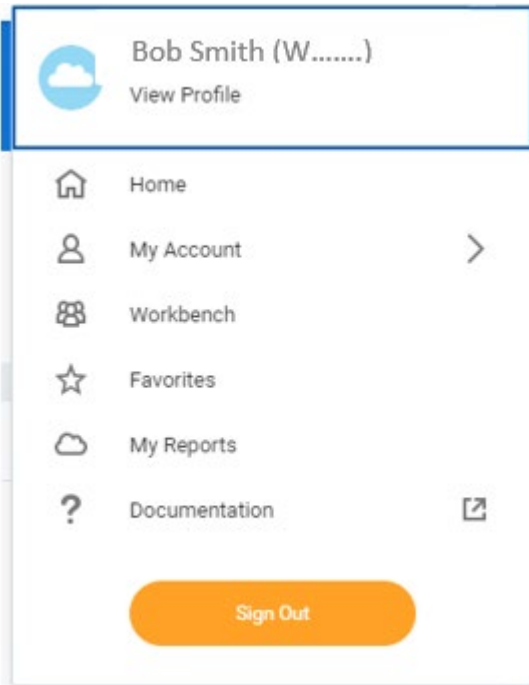 Bob Smith (W.......)
View Profile
Home
My Account
Workbench
Favorites
My Reports
Documentation
Sign Out